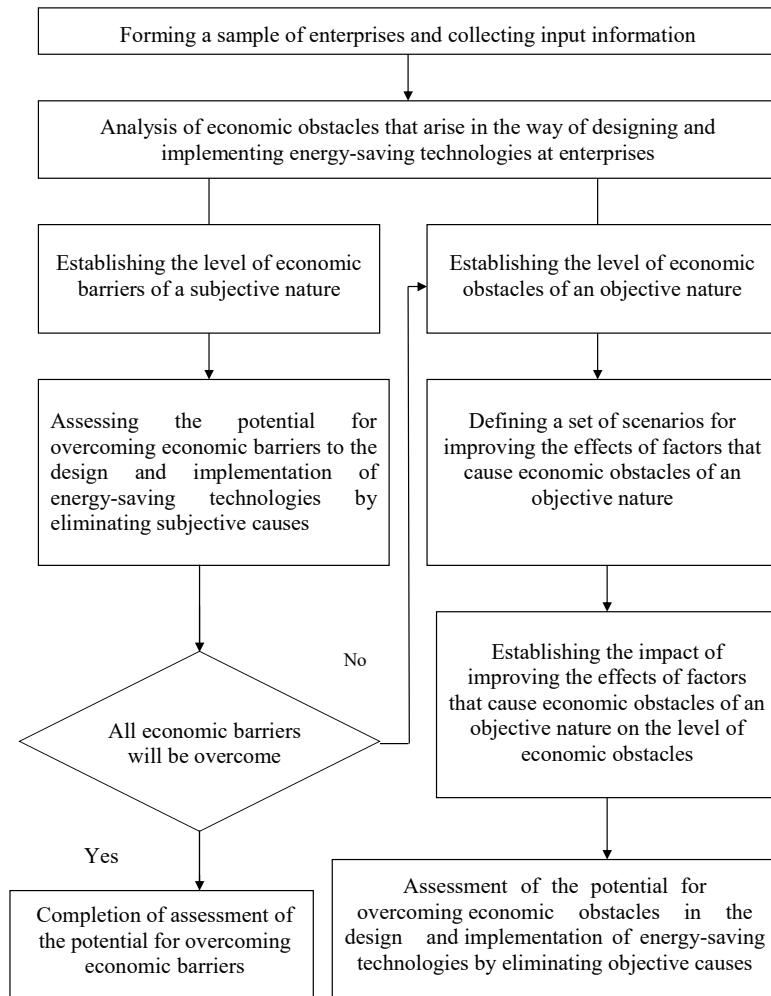 Forming a sample of enterprises and collecting input information
Analysis of economic obstacles that arise in the way of designing and
implementing energy-saving technologies at enterprises
Establishing the level of economic
barriers of a subjective nature
Establishing the level of economic
obstacles of an objective nature
Assessing the potential for
overcoming economic barriers to the
design and implementation of
energy-saving technologies by
eliminating subjective causes
Defining a set of scenarios for
improving the effects of factors that
cause economic obstacles of an
objective nature
No
All economic barriers
will be overcome
Establishing the impact of
improving the effects of factors
that cause economic obstacles of an
objective nature on the level of
economic obstacles
Yes
Completion of assessment of
the potential for overcoming
economic barriers
Assessment of the potential for
overcoming economic obstacles in the
design and implementation of energy-saving
technologies by eliminating objective causes